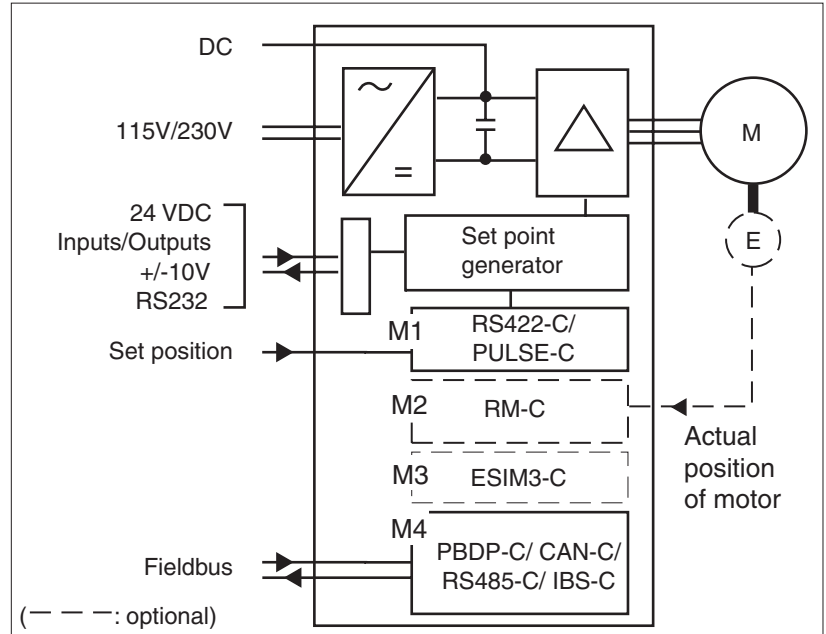 DC
115V/230V
M
24 VDC
Inputs/Outputs
+/-10V
RS232
Set point
generator
E
M1
RS422-C/
PULSE-C
Set position
M2
RM-C
Actual
position
of motor
M3
ESIM3-C
M4
PBDP-C/ CAN-C/
RS485-C/ IBS-C
Fieldbus
(— — —: optional)